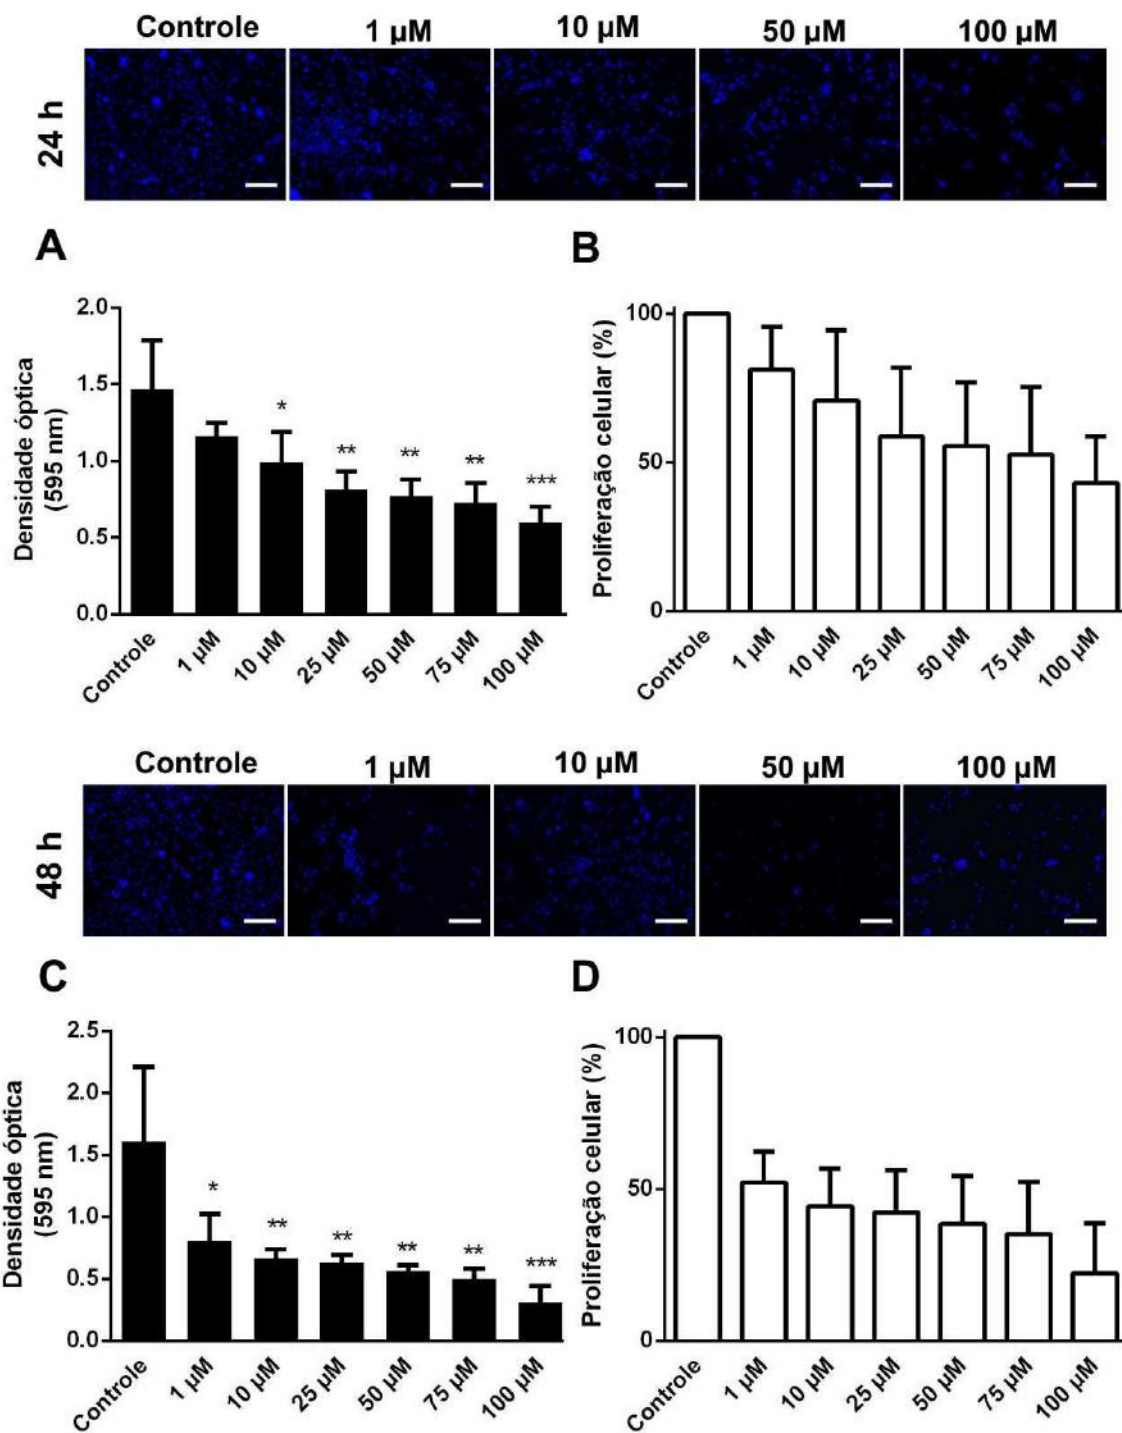 Controle 1 µM 10 µM 50 µM 100 µM
24 h
A B
2.0
1.5
1.0
0.5
0.0
Densidade óptica
(595 nm)
*
**
**
**
***
Controle 1 µM 10 µM 25 µM 50 µM 75 µM 100 µM
100
50
0
Proliferação celular (%)
Controle 1 µM 10 µM 25 µM 50 µM 75 µM 100 µM
Controle 1 µM 10 µM 50 µM 100 µM
48 h
C D
2.5
2.0
1.5
1.0
0.5
0.0
Densidade óptica
(595 nm)
*
**
**
**
**
***
Controle 1 µM 10 µM 25 µM 50 µM 75 µM 100 µM
100
50
0
Proliferação celular (%)
Controle 1 µM 10 µM 25 µM 50 µM 75 µM 100 µM